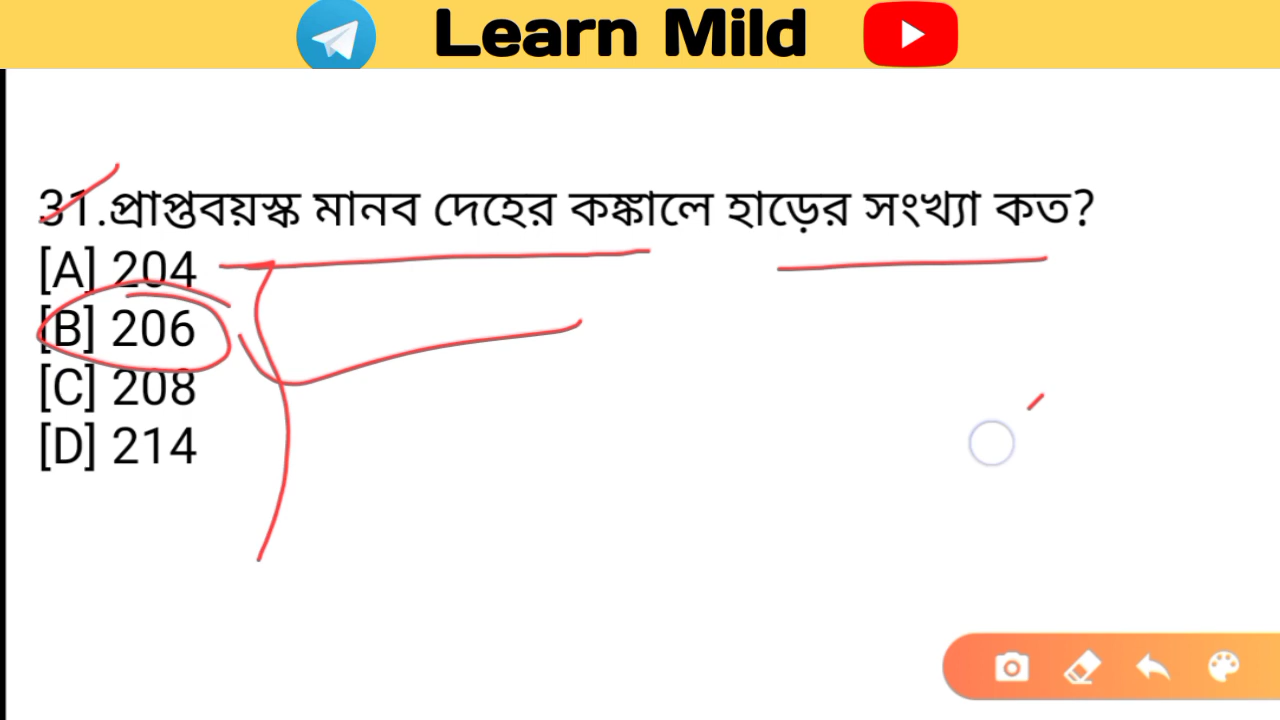 Learn Mild
31.প্রাপ্তবয়স্ক মানব দেহের কঙ্কালে হাড়ের সংখ্যা কত?
[A] 204
[B] 206
[C] 208
[D] 214